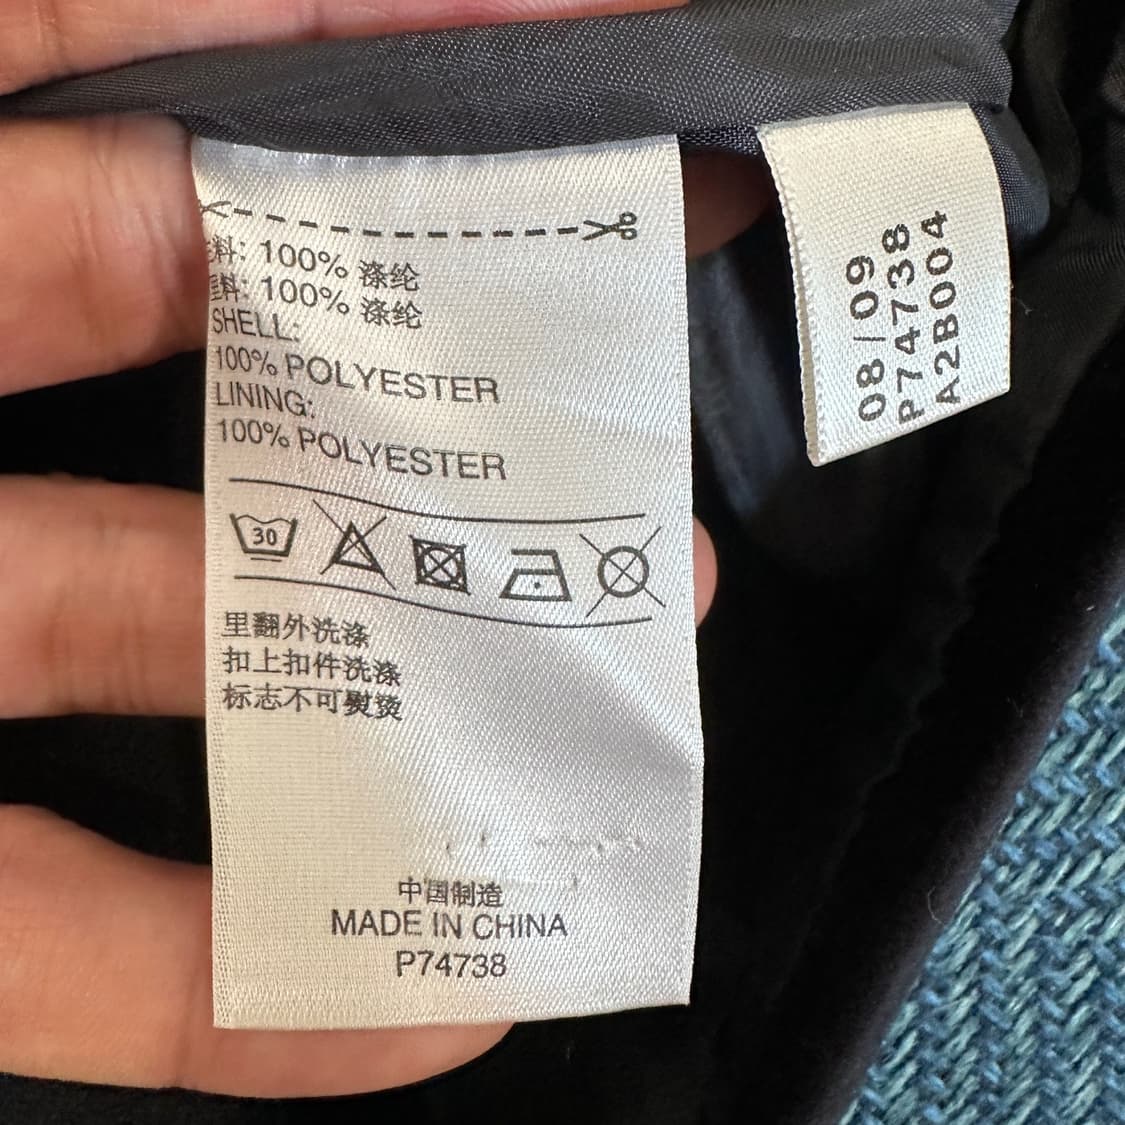 料: 100% 涤纶
料: 100% 涤纶
SHELL:
100% POLYESTER
LINING:
100% POLYESTER
30
里翻外洗涤
扣上扣件洗涤
标志不可熨烫
中国制造
MADE IN CHINA
P74738
08/09
P74738
A2B004